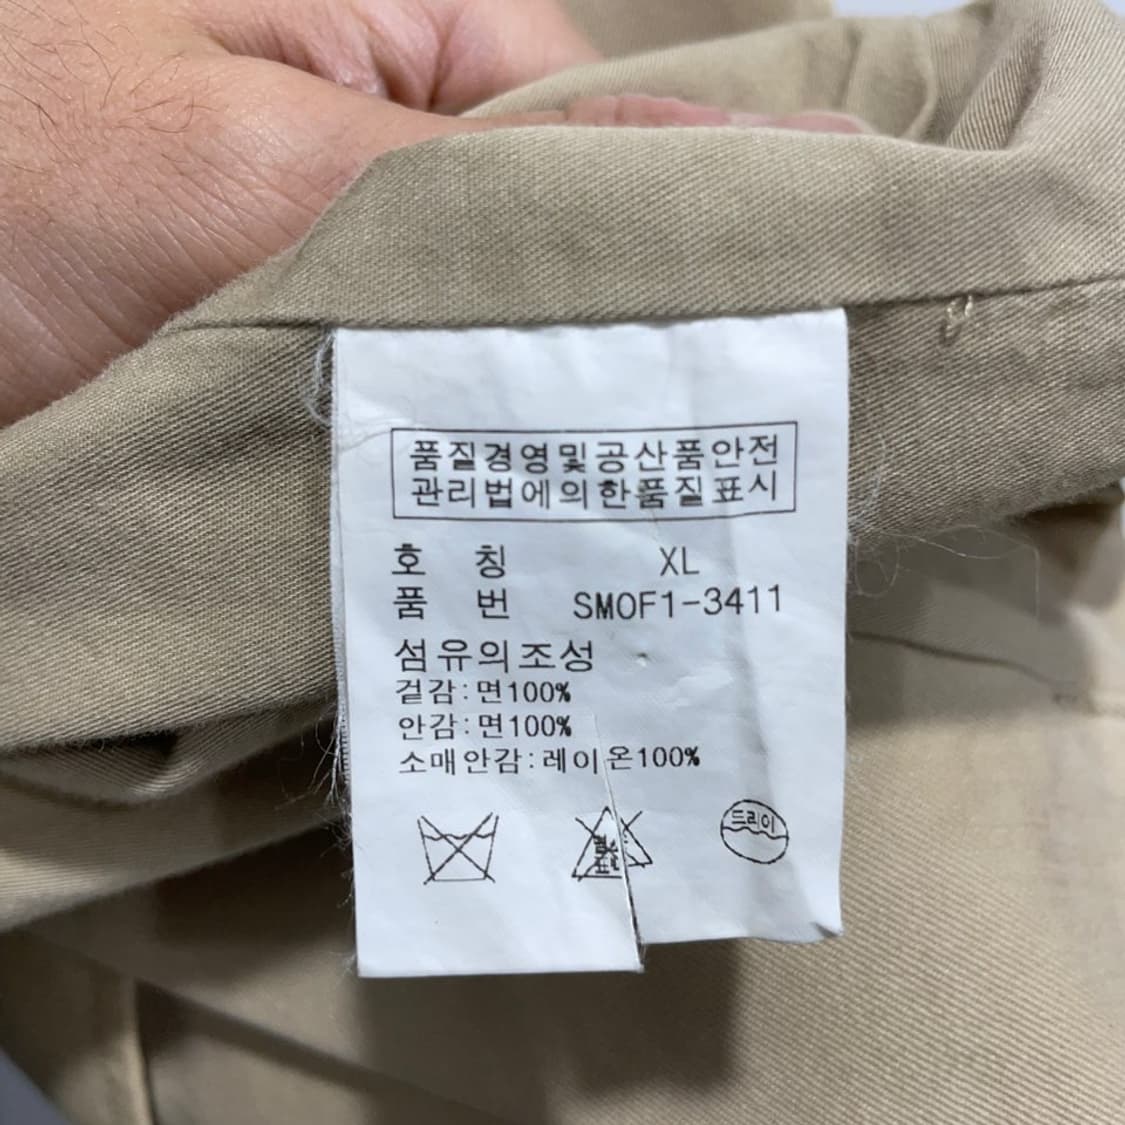 품질경영및공산품안전
관리법에의한품질표시
호 칭 XL
품 번 SMOF1-3411
섬유의조성
겉감:면100%
안감:면100%
소매안감:레이온100%
드리이